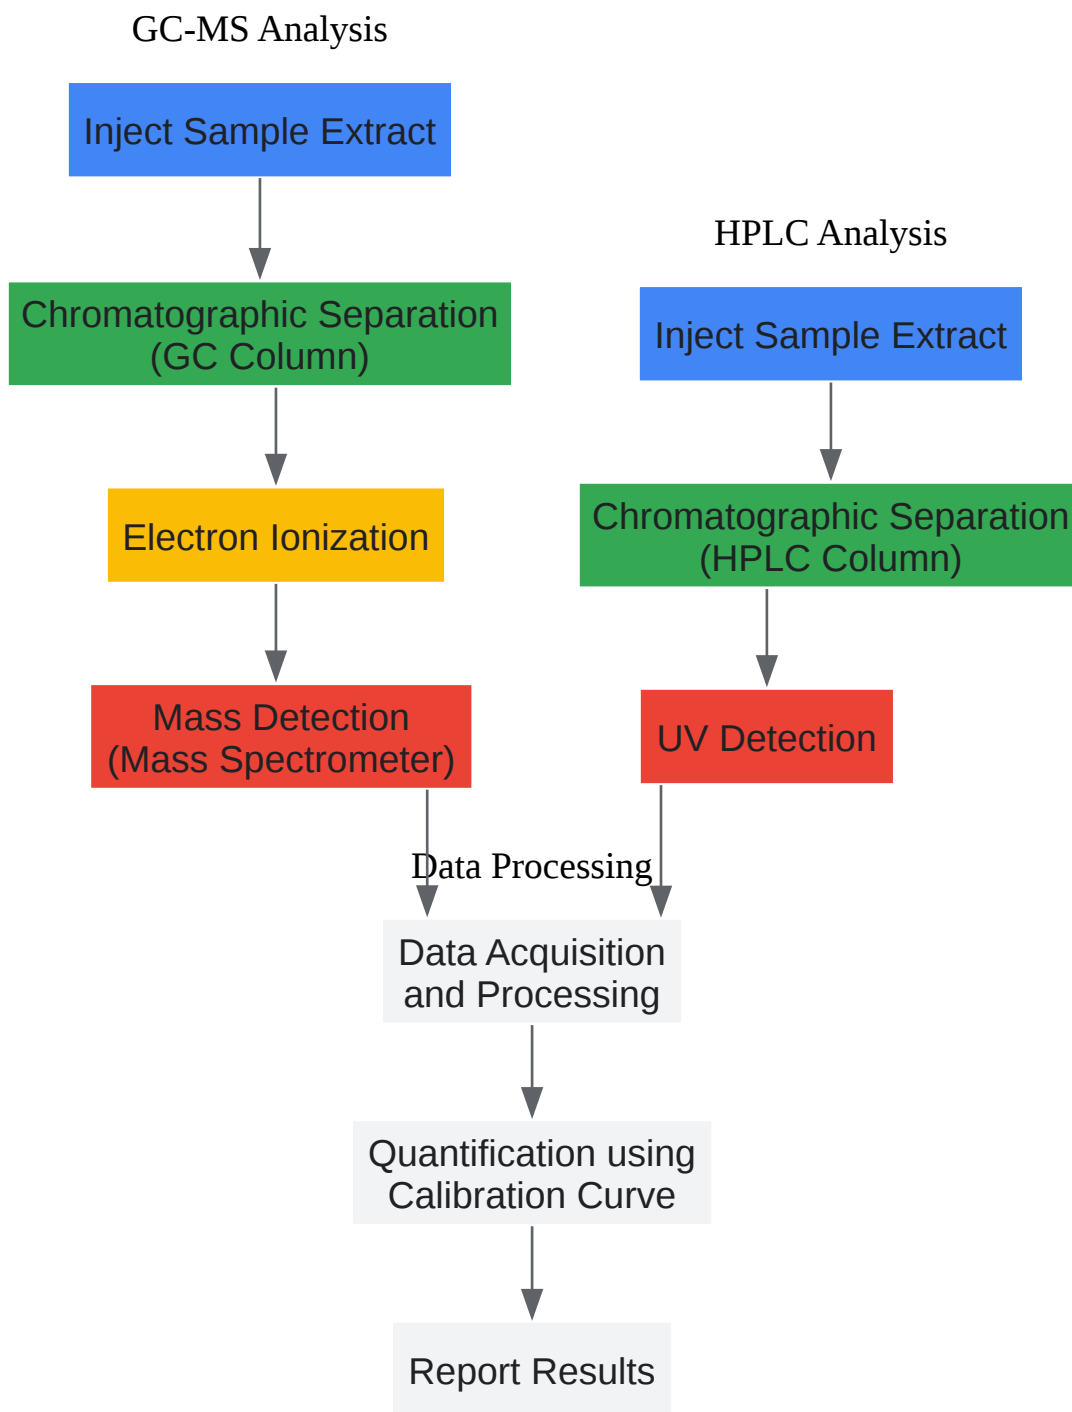 GC-MS Analysis
Inject Sample Extract
Chromatographic Separation
(GC Column)
Electron Ionization
Mass Detection
(Mass Spectrometer)
HPLC Analysis
Inject Sample Extract
Chromatographic Separation
(HPLC Column)
UV Detection
Data Processing
Data Acquisition
and Processing
Quantification using
Calibration Curve
Report Results